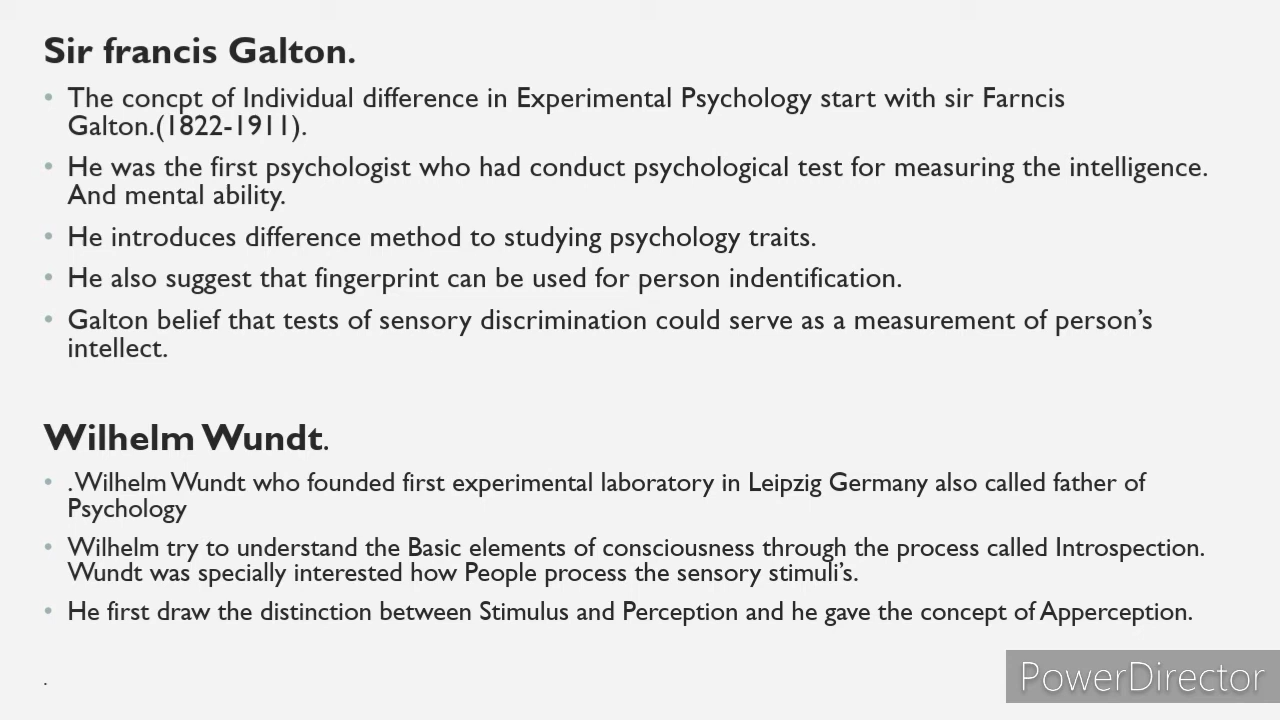 Sir francis Galton.
• The concpt of Individual difference in Experimental Psychology start with sir Farncis
Galton.(1822-1911).
• He was the first psychologist who had conduct psychological test for measuring the intelligence.
And mental ability.
• He introduces difference method to studying psychology traits.
• He also suggest that fingerprint can be used for person indentification.
• Galton belief that tests of sensory discrimination could serve as a measurement of person’s
intellect.
Wilhelm Wundt.
• . Wilhelm Wundt who founded first experimental laboratory in Leipzig Germany also called father of
Psychology
• Wilhelm try to understand the Basic elements of consciousness through the process called Introspection.
Wundt was specially interested how People process the sensory stimuli’s.
• He first draw the distinction between Stimulus and Perception and he gave the concept of Apperception.
.
PowerDirector